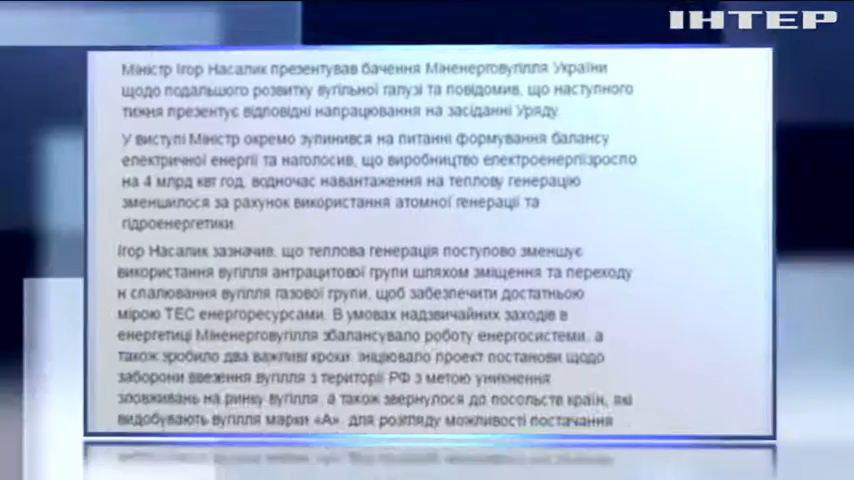 ІНТЕР
Міністр Ігор Насалик презентував бачення Міненерговугілля України
щодо подальшого розвитку вугільної галузі та повідомив, що наступного
тижня презентує відповідні напрацювання на засіданні Уряду.
У виступі Міністр окремо зупинився на питанні формування балансу
електричної енергії та наголосив, що виробництво електроенергіїзросло
на 4 млрд квт год, водночас навантаження на теплову генерацію
зменшилося за рахунок використання атомної генерації та
гідроенергетики.
Ігор Насалик зазначив, що теплова генерація поступово зменшує
використання вугілля антрацитової групи шляхом зміщення та переходу
н спалювання вугілля газової групи, щоб забезпечити достатньою
мірою ТЕС енергоресурсами. В умовах надзвичайних заходів в
енергетиці Міненерговугілля збалансувало роботу енергосистеми, а
також зробило два важливі кроки: ініціювало проект постанови щодо
заборони ввезення вугілля з території РФ з метою уникнення
зловживань на ринку вугілля, а також звернулося до посольств країн, які
видобувають вугілля марки «А», для розгляду можливості постачання